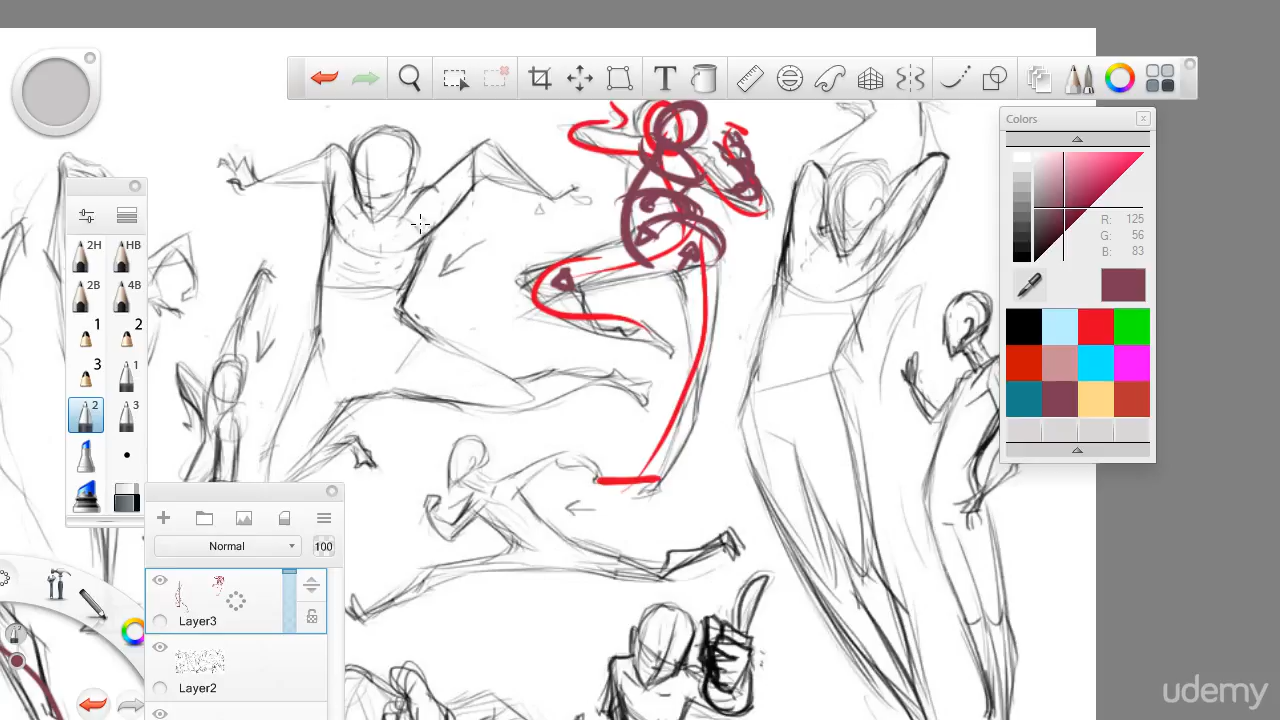 T
Colors
R: 125
G: 56
B: 83
2H
HB
2B
4B
1
2
3
1
2
3
Normal
100
Layer3
Layer2
udemy